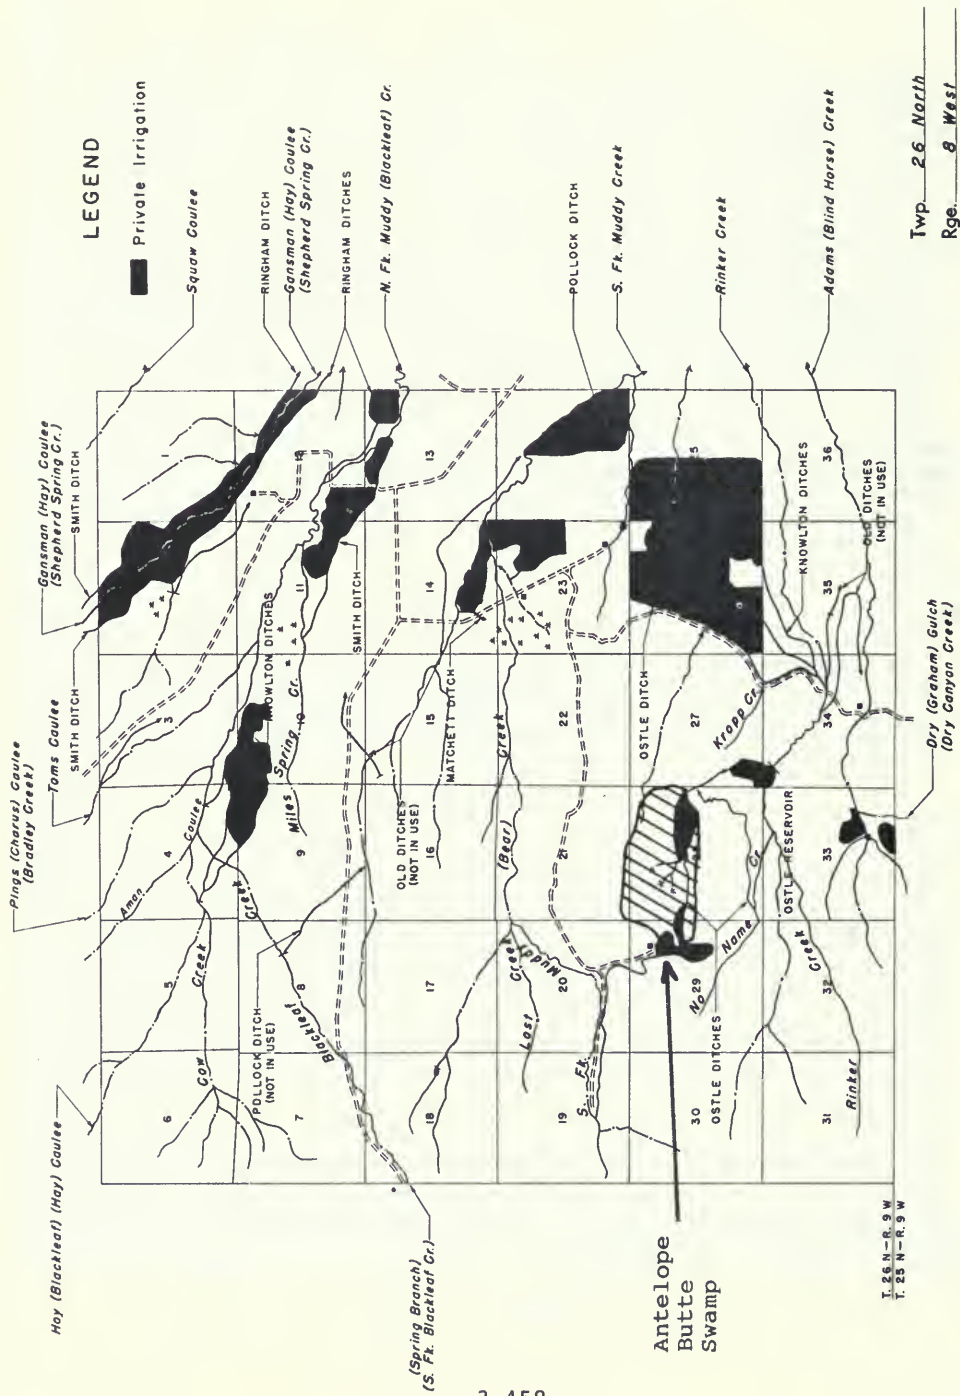 LEGEND
Private Irrigation
Hoy (Blackleaf) (Hay) Coulee
Pings (Chorus) Coulee
(Bradley Creek)
Toms Coulee
SMITH DITCH
Gansman (Hay) Coulee
(Shepherd Spring Cr.)
SMITH DITCH
Squaw Coulee
RINGHAM DITCH
Gansman (Hay) Coulee
(Shepherd Spring Cr.)
RINGHAM DITCHES
N. Fk. Muddy (Blackleaf) Cr.
POLLOCK DITCH
S. Fk. Muddy Creek
Rinker Creek
Adams (Blind Horse) Creek
6
5
4
3
1
Aman
Coulee
Cow
Creek
7
8
9
10
11
12
POLLOCK DITCH
(NOT IN USE)
Blackleaf
Creek
Miles
Spring
Cr.
KNOWLTON DITCHES
SMITH DITCH
18
17
16
15
14
13
OLD DITCHES
(NOT IN USE)
MATCHETT DITCH
Lost
Creek
Muddy
(Bear)
Creek
19
20
21
22
23
S. Fk.
30
29
27
25
OSTLE DITCH
OSTLE DITCHES
No
Name
Cr.
Kropp Cr.
KNOWLTON DITCHES
31
32
33
34
35
36
Rinker
Creek
OSTLE RESERVOIR
OLD DITCHES
(NOT IN USE)
(Spring Branch)
(S. Fk. Blackleaf Cr.)
Antelope
Butte
Swamp
Dry (Graham) Gulch
(Dry Canyon Creek)
T. 26 N – R. 9 W
T. 25 N – R. 9 W
Twp. 26 North
Rge. 8 West